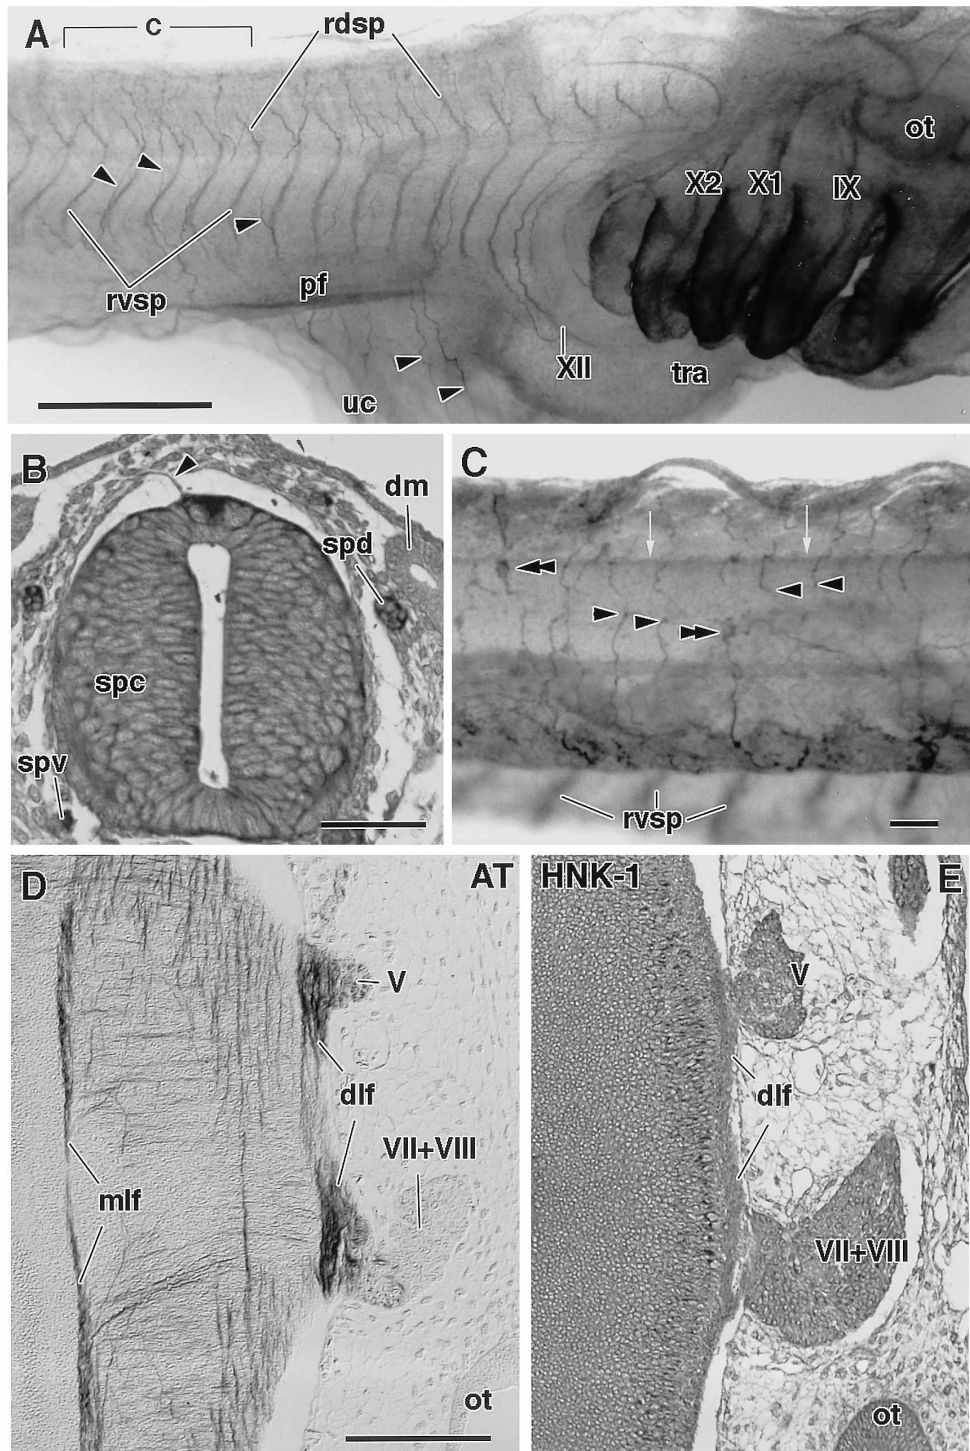 A
C
rdsp
ot
X2 X1 IX
rvsp
pf
XII
tra
uc
B
dm
spd
spc
spv
C
rvsp
D
AT
V
dlf
VII+VIII
mlf
ot
HNK-1
E
V
dlf
VII+VIII
ot